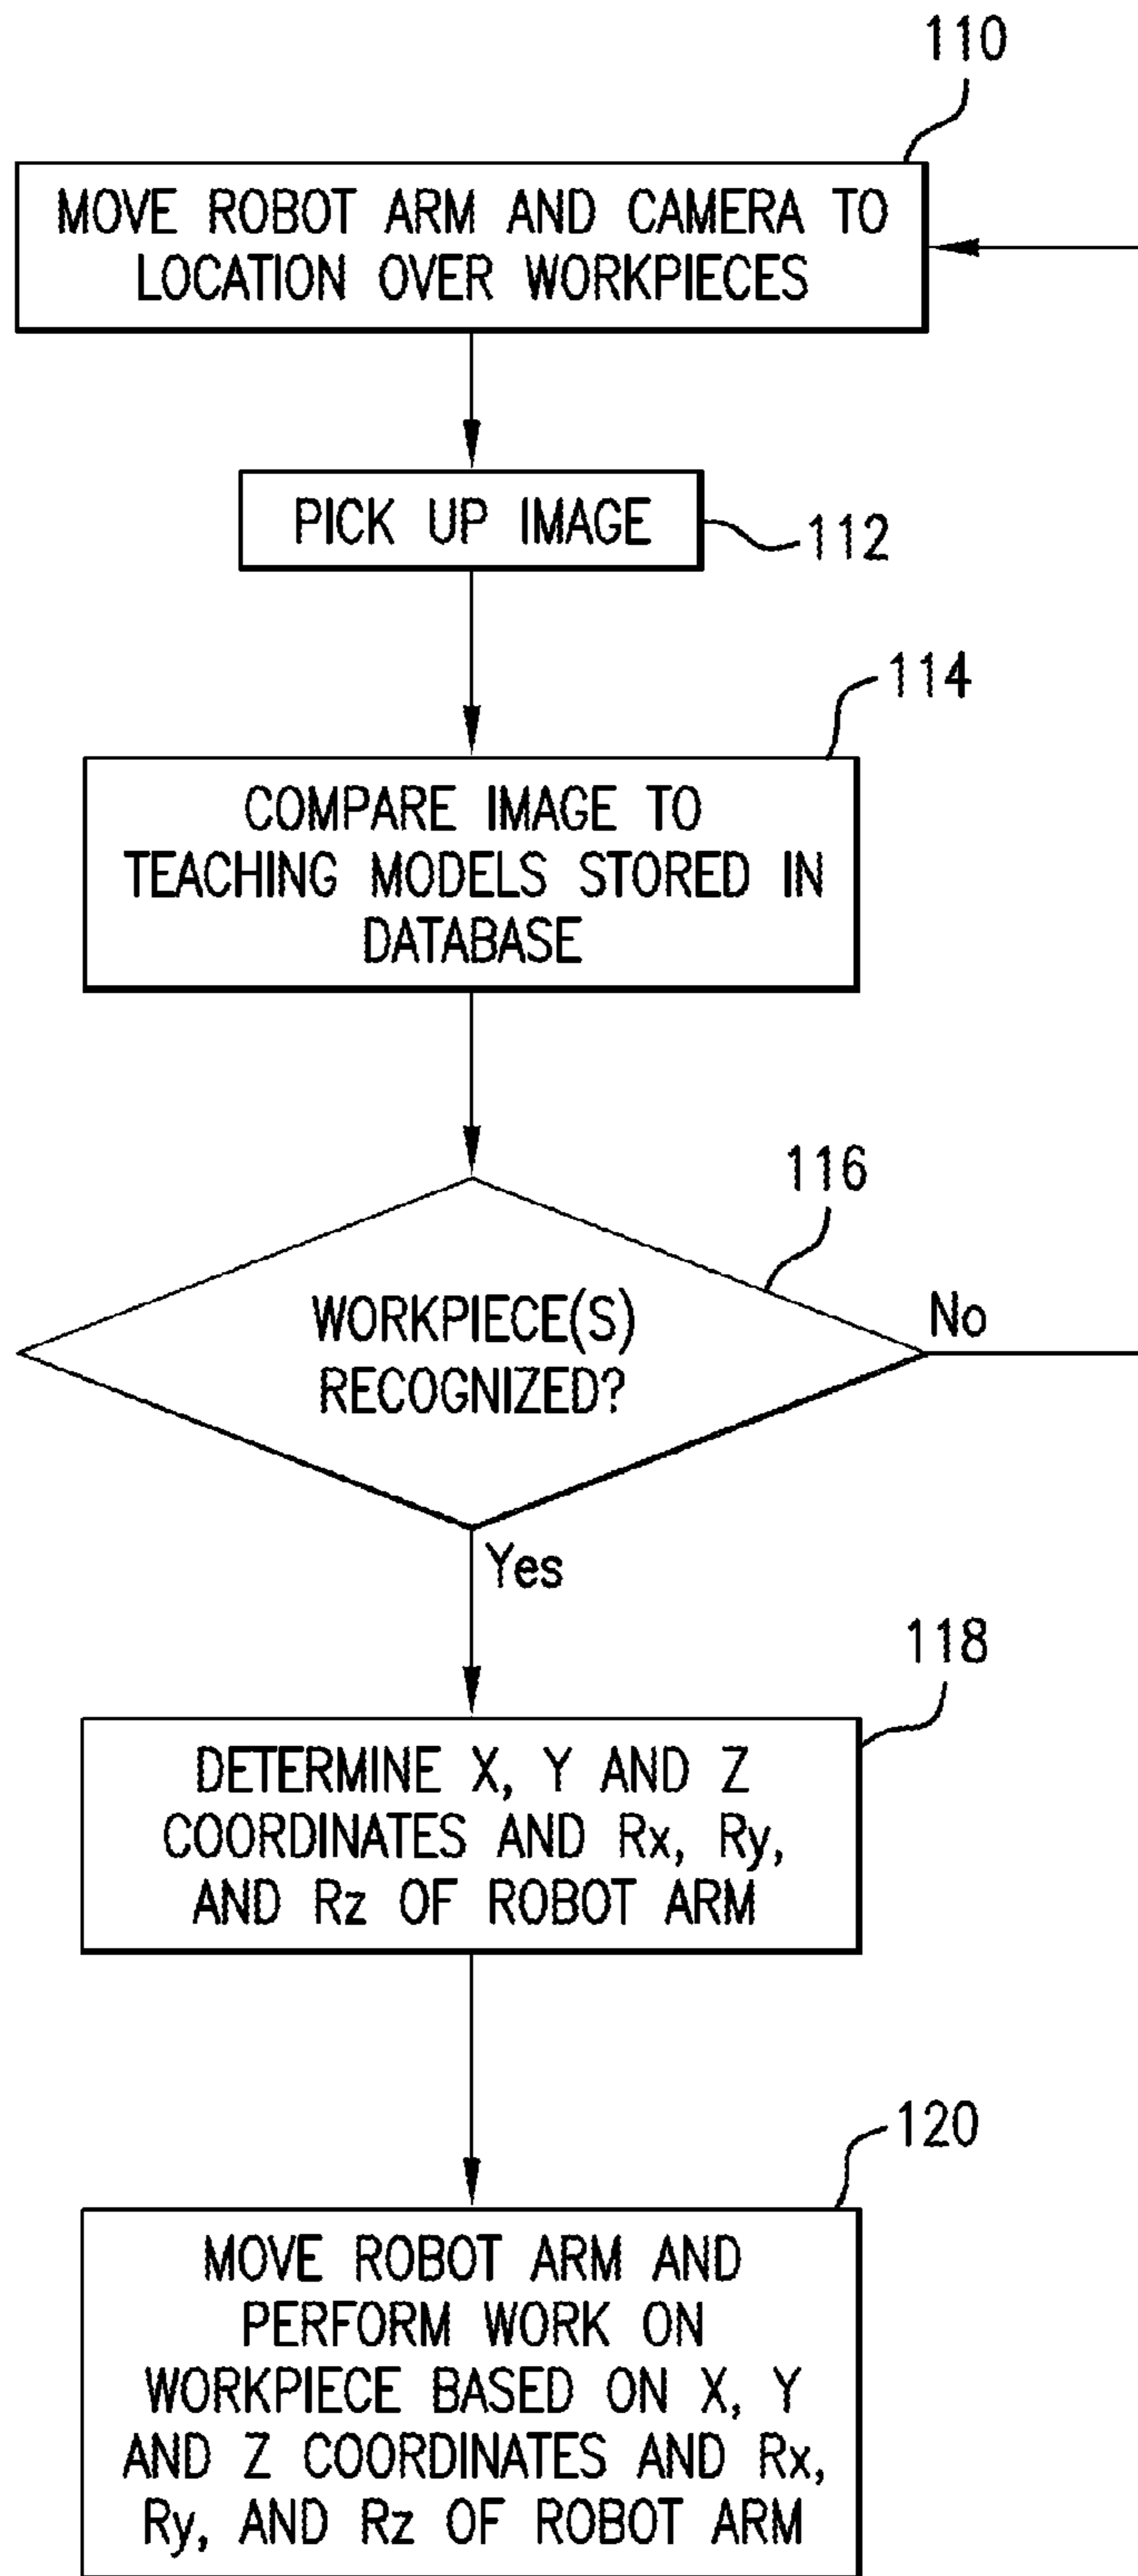 110
MOVE ROBOT ARM AND CAMERA TO
LOCATION OVER WORKPIECES
PICK UP IMAGE
112
114
COMPARE IMAGE TO
TEACHING MODELS STORED IN
DATABASE
116
WORKPIECE(S)
RECOGNIZED?
No
Yes
118
DETERMINE X, Y AND Z
COORDINATES AND Rx, Ry,
AND Rz OF ROBOT ARM
120
MOVE ROBOT ARM AND
PERFORM WORK ON
WORKPIECE BASED ON X, Y
AND Z COORDINATES AND Rx,
Ry, AND Rz OF ROBOT ARM